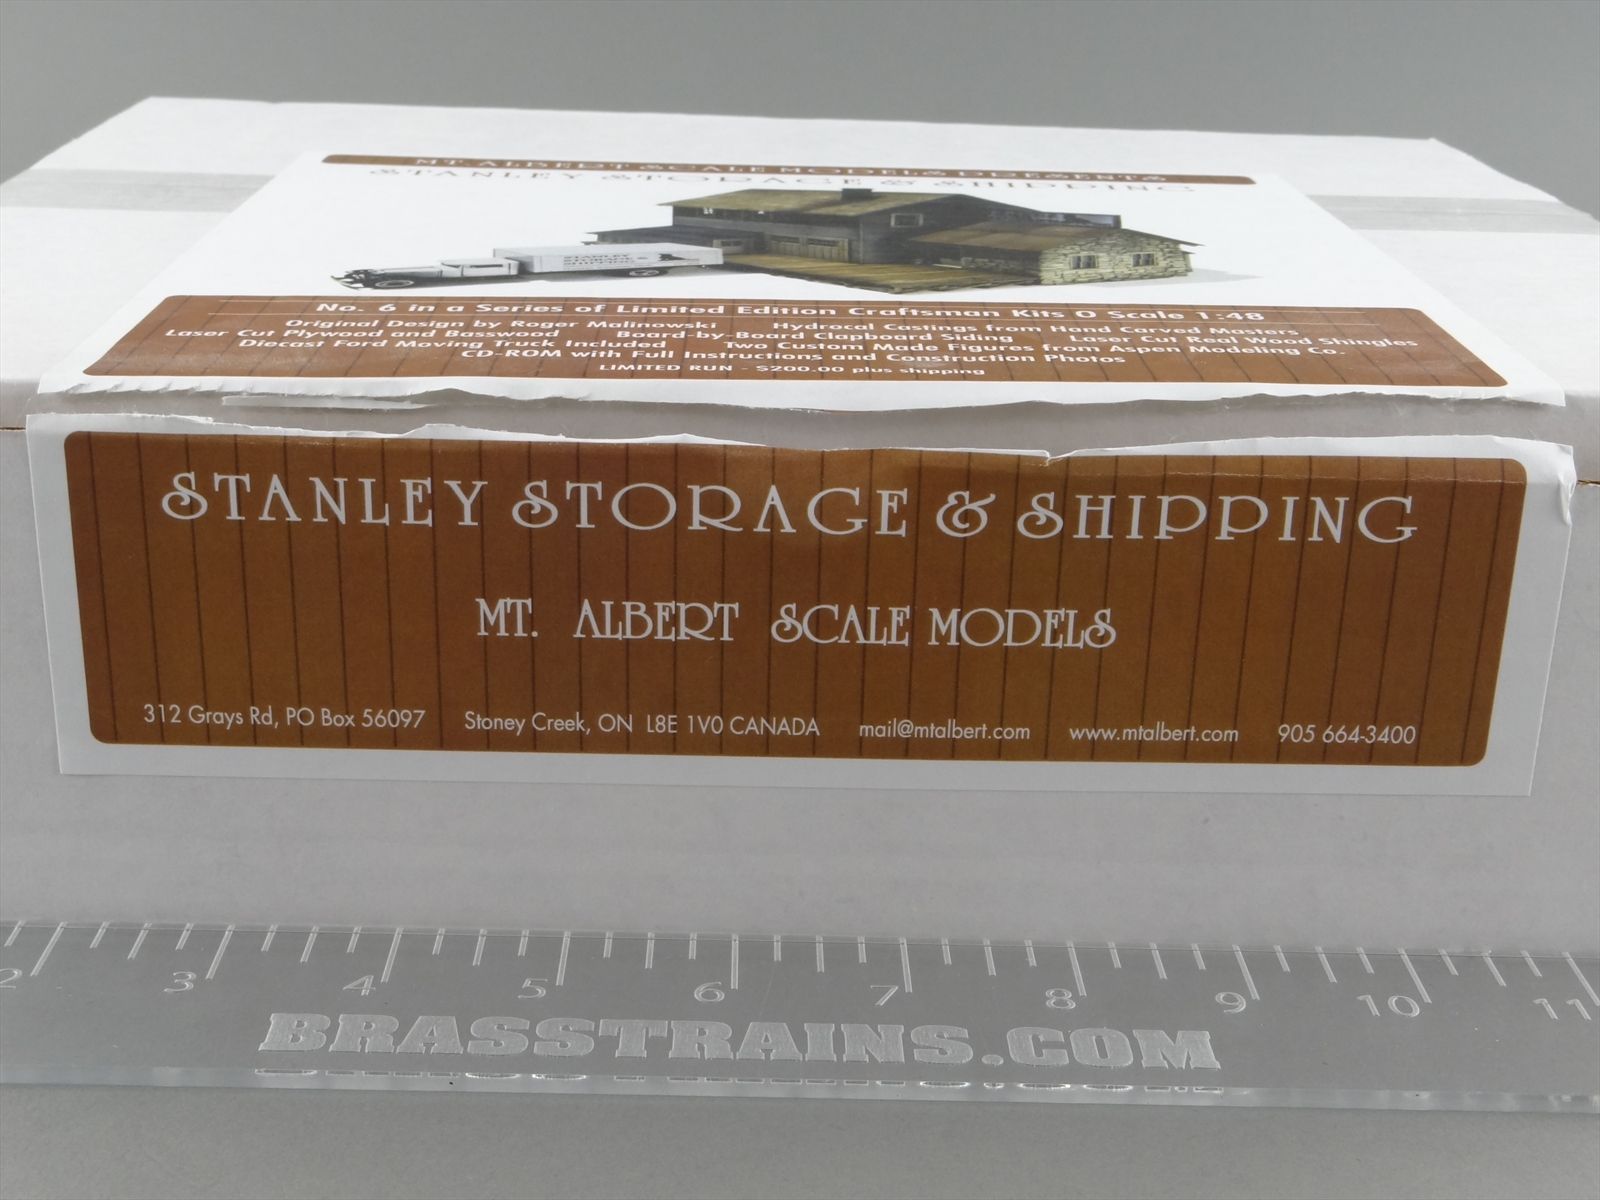 MT. ALBERT SCALE MODELS PRESENTS
STANLEY STORAGE & SHIPPING
STANLEY
STORAGE &
SHIPPING
No. 6 in a Series of Limited Edition Craftsman Kits O Scale 1:48
Original Design by Roger Malinowski Hydrocal Castings from Hand Carved Masters
Laser Cut Plywood and Basswood Board-by-Board Clapboard Siding Laser Cut Real Wood Shingles
Diecast Ford Moving Truck Included Two Custom Made Figures from Aspen Modeling Co.
CD-ROM with Full Instructions and Construction Photos
LIMITED RUN - $200.00 plus shipping
STANLEY STORAGE & SHIPPING
MT. ALBERT SCALE MODELS
312 Grays Rd, PO Box 56097 Stoney Creek, ON L8E 1V0 CANADA mail@mtalbert.com www.mtalbert.com 905 664-3400
2 3 4 5 6 7 8 9 10 11
BRASSTRAINS.COM